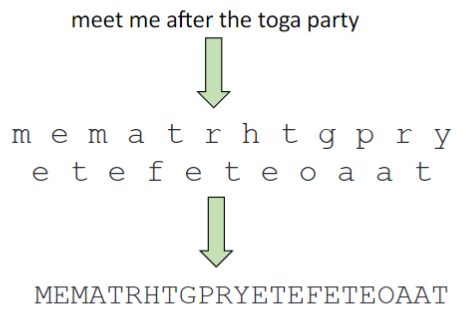 meet me after the toga party
m e m a t r h t g p r y
e t e f e t e o a a t
MEMATRHTGPRYETEFETEOAAT